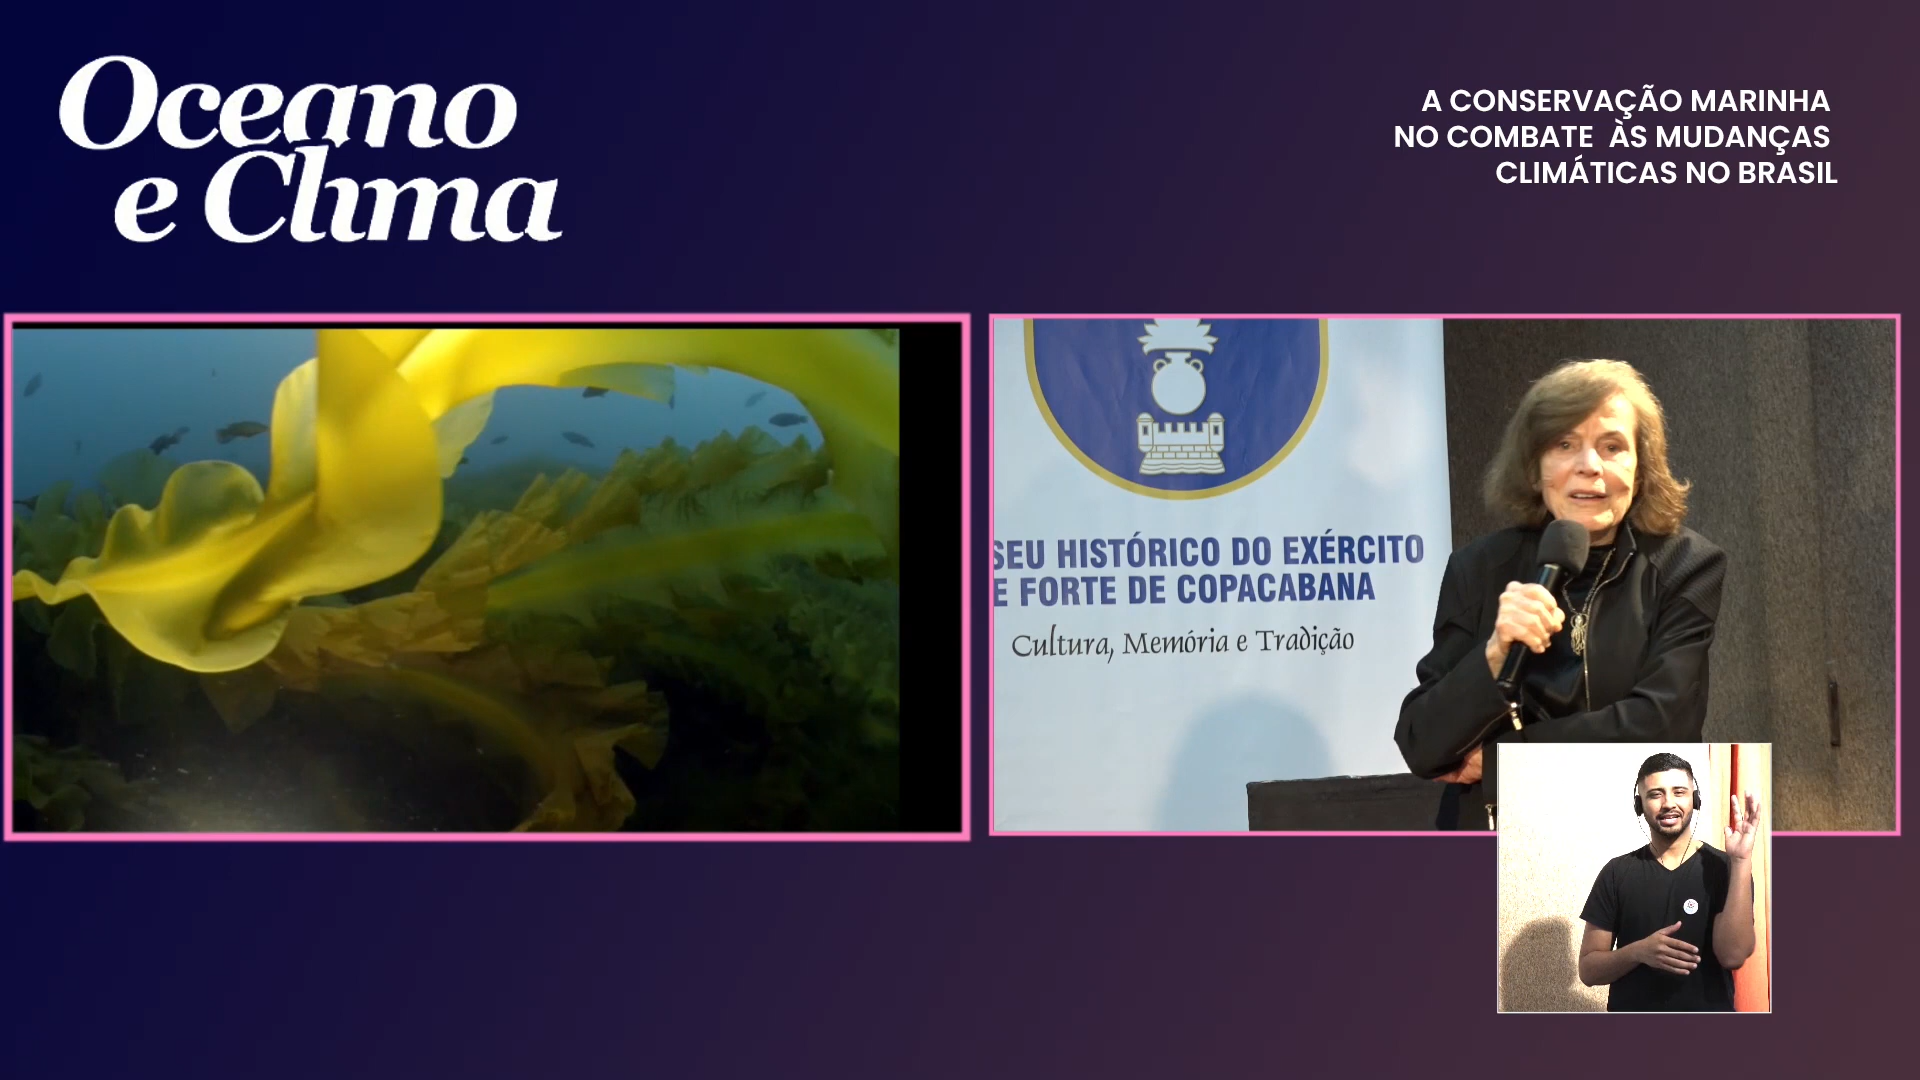 Oceano
e Clima
A CONSERVAÇÃO MARINHA
NO COMBATE ÀS MUDANÇAS
CLIMÁTICAS NO BRASIL
SEU HISTÓRICO DO EXÉRCITO
E FORTE DE COPACABANA
Cultura, Memória e Tradição